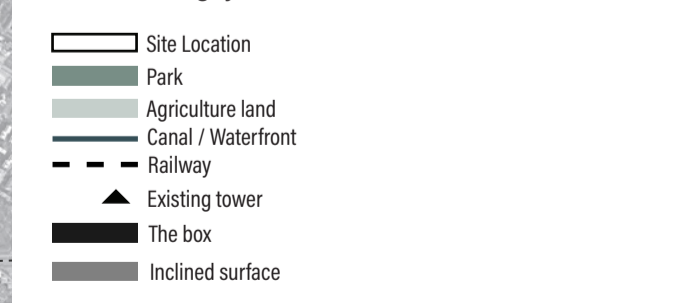 Site Location
Park
Agriculture land
Canal / Waterfront
Railway
Existing tower
The box
Inclined surface